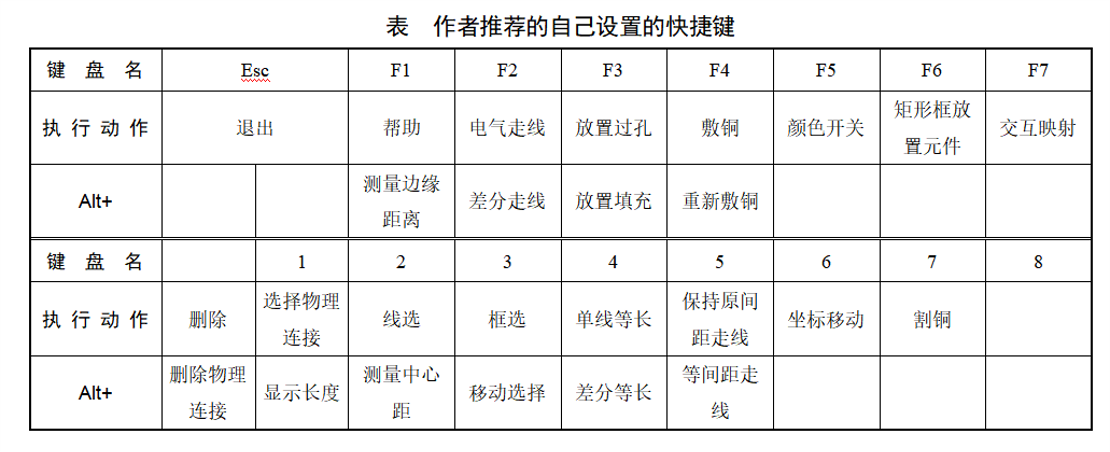 表 作者推荐的自己设置的快捷键
键 盘 名 Esc F1 F2 F3 F4 F5 F6 F7
执 行 动 作 退出 帮助 电气走线 放置过孔 敷铜 颜色开关 矩形框放置元件 交互映射
Alt+ 测量边缘距离 差分走线 放置填充 重新敷铜
键 盘 名 1 2 3 4 5 6 7 8
执 行 动 作 删除 选择物理连接 线选 框选 单线等长 保持原间距走线 坐标移动 割铜
Alt+ 删除物理连接 显示长度 测量中心距 移动选择 差分等长 等间距走线